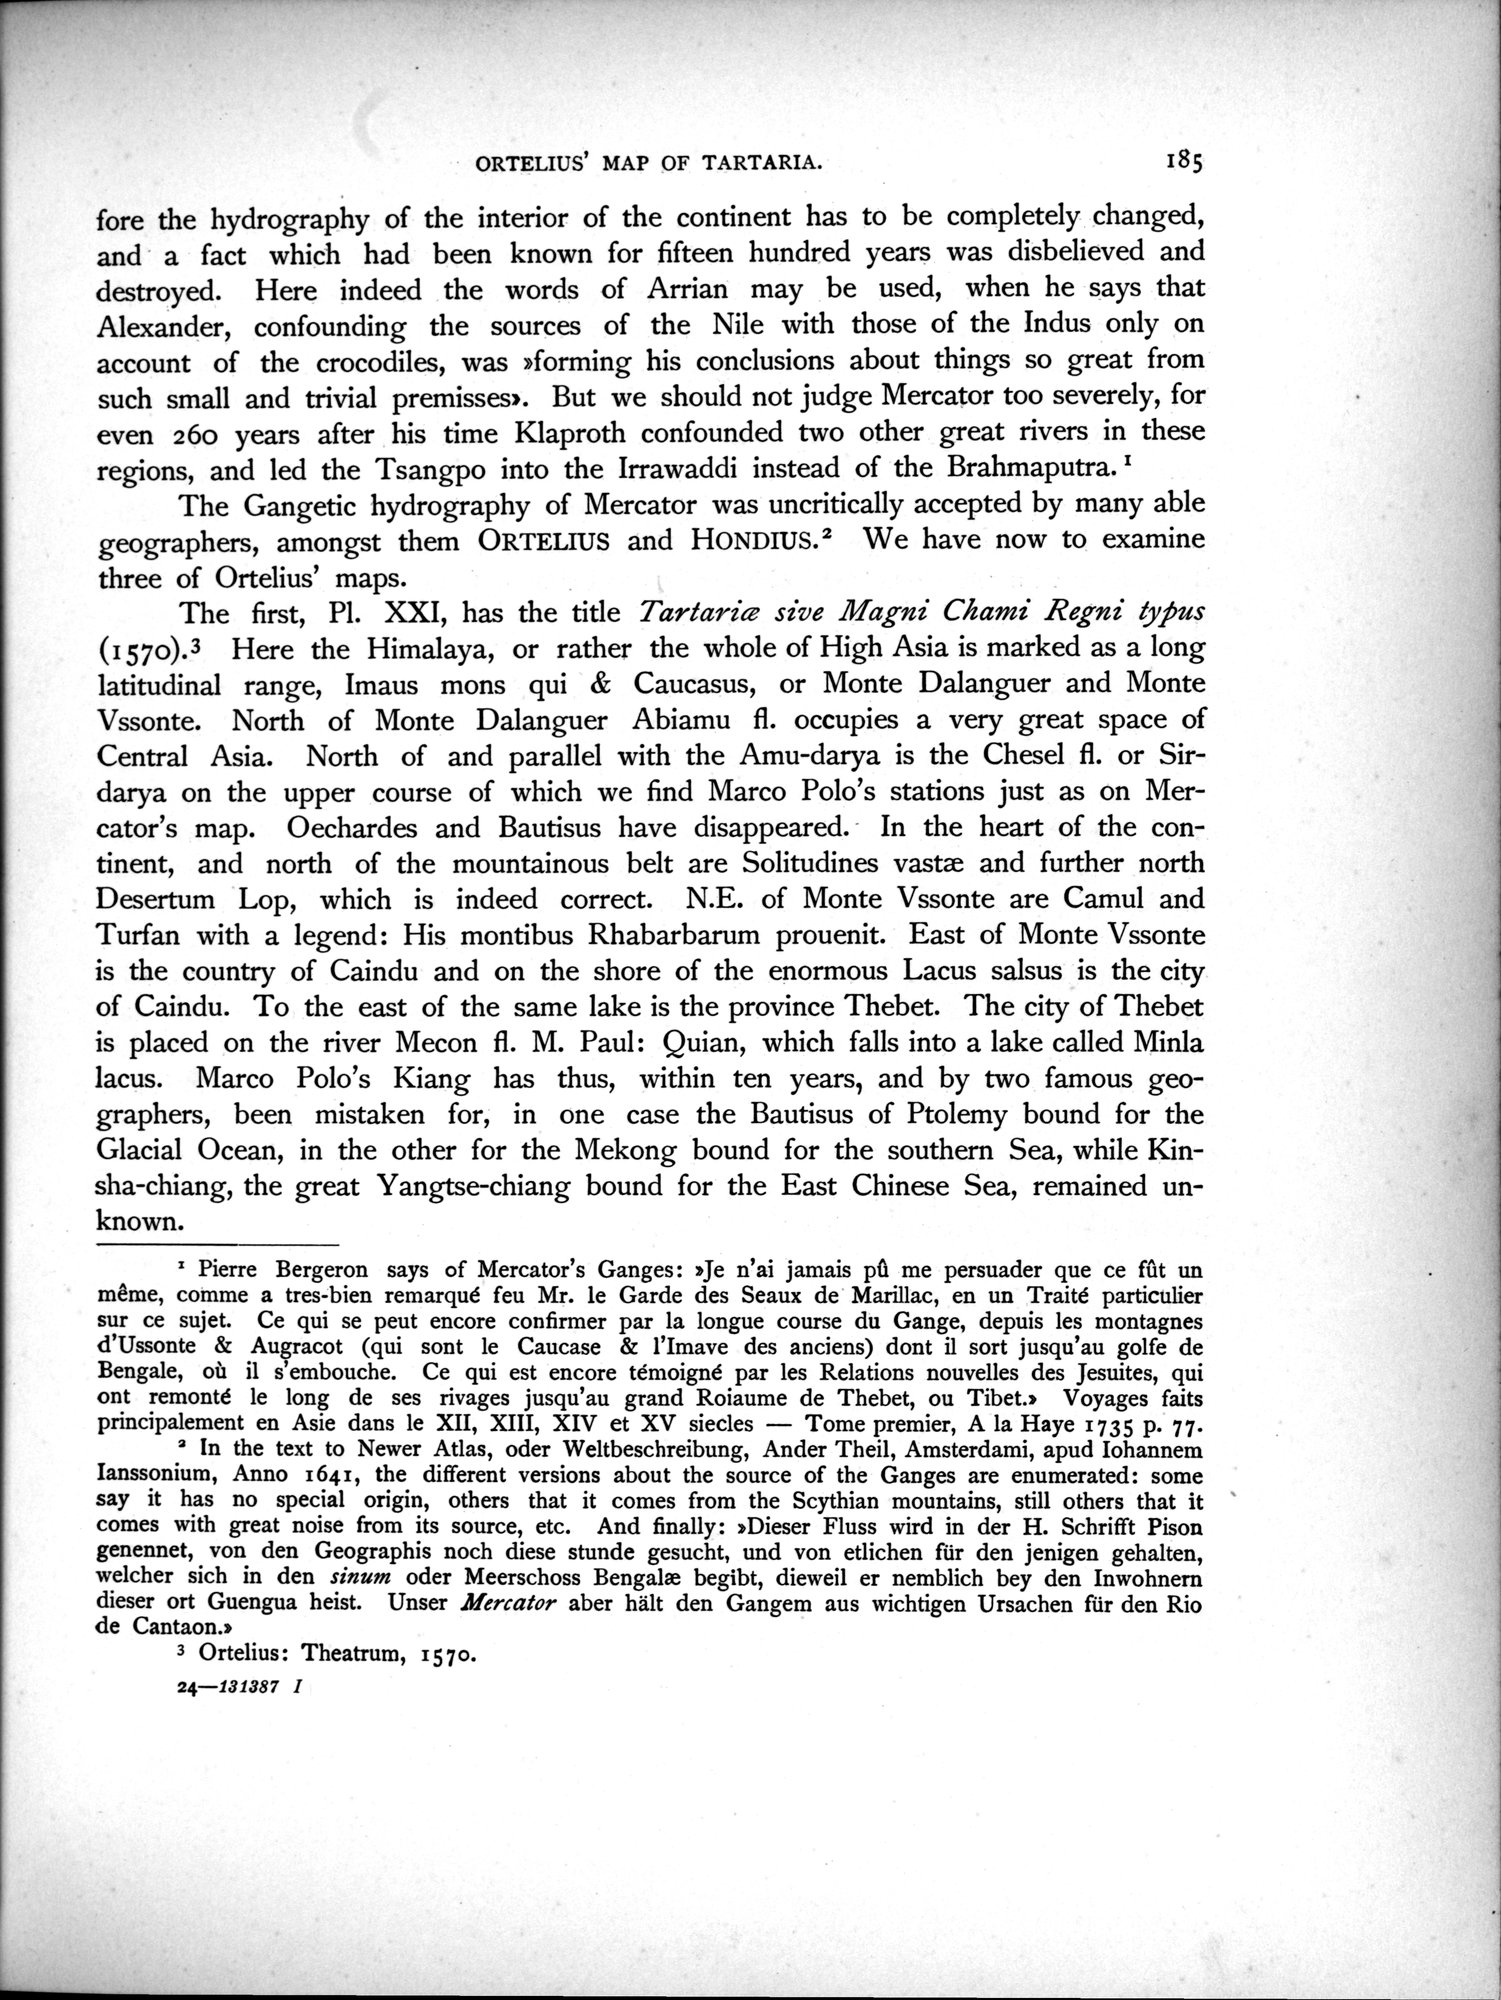 ORTELIUS' MAP OF TARTARIA. 185
fore the hydrography of the interior of the continent has to be completely changed,
and a fact which had been known for fifteen hundred years was disbelieved and
destroyed. Here indeed the words of Arrian may be used, when he says that
Alexander, confounding the sources of the Nile with those of the Indus only on
account of the crocodiles, was »forming his conclusions about things so great from
such small and trivial premisses». But we should not judge Mercator too severely, for
even 260 years after his time Klaproth confounded two other great rivers in these
regions, and led the Tsangpo into the Irrawaddi instead of the Brahmaputra.¹
The Gangetic hydrography of Mercator was uncritically accepted by many able
geographers, amongst them ORTELIUS and HONDIUS.² We have now to examine
three of Ortelius' maps.
The first, Pl. XXI, has the title Tartariæ sive Magni Chami Regni typus
(1570).³ Here the Himalaya, or rather the whole of High Asia is marked as a long
latitudinal range, Imaus mons qui & Caucasus, or Monte Dalanguer and Monte
Vssonte. North of Monte Dalanguer Abiamu fl. occupies a very great space of
Central Asia. North of and parallel with the Amu-darya is the Chesel fl. or Sir-
darya on the upper course of which we find Marco Polo's stations just as on Mer-
cator's map. Oechardes and Bautisus have disappeared. In the heart of the con-
tinent, and north of the mountainous belt are Solitudines vastæ and further north
Desertum Lop, which is indeed correct. N.E. of Monte Vssonte are Camul and
Turfan with a legend: His montibus Rhabarbarum prouenit. East of Monte Vssonte
is the country of Caindu and on the shore of the enormous Lacus salsus is the city
of Caindu. To the east of the same lake is the province Thebet. The city of Thebet
is placed on the river Mecon fl. M. Paul: Quian, which falls into a lake called Minla
lacus. Marco Polo's Kiang has thus, within ten years, and by two famous geo-
graphers, been mistaken for, in one case the Bautisus of Ptolemy bound for the
Glacial Ocean, in the other for the Mekong bound for the southern Sea, while Kin-
sha-chiang, the great Yangtse-chiang bound for the East Chinese Sea, remained un-
known.
¹ Pierre Bergeron says of Mercator's Ganges: »Je n'ai jamais pû me persuader que ce fût un
même, comme a tres-bien remarqué feu Mr. le Garde des Seaux de Marillac, en un Traité particulier
sur ce sujet. Ce qui se peut encore confirmer par la longue course du Gange, depuis les montagnes
d'Ussonte & Augracot (qui sont le Caucase & l'Imave des anciens) dont il sort jusqu'au golfe de
Bengale, où il s'embouche. Ce qui est encore témoigné par les Relations nouvelles des Jesuites, qui
ont remonté le long de ses rivages jusqu'au grand Roiaume de Thebet, ou Tibet.» Voyages faits
principalement en Asie dans le XII, XIII, XIV et XV siecles — Tome premier, A la Haye 1735 p. 77.
² In the text to Newer Atlas, oder Weltbeschreibung, Ander Theil, Amsterdami, apud Iohannem
Ianssonium, Anno 1641, the different versions about the source of the Ganges are enumerated: some
say it has no special origin, others that it comes from the Scythian mountains, still others that it
comes with great noise from its source, etc. And finally: »Dieser Fluss wird in der H. Schrifft Pison
genennet, von den Geographis noch diese stunde gesucht, und von etlichen für den jenigen gehalten,
welcher sich in den sinum oder Meerschoss Bengalæ begibt, dieweil er nemblich bey den Inwohnern
dieser ort Guengua heist. Unser Mercator aber hält den Gangem aus wichtigen Ursachen für den Rio
de Cantaon.»
³ Ortelius: Theatrum, 1570.
24—131387 I